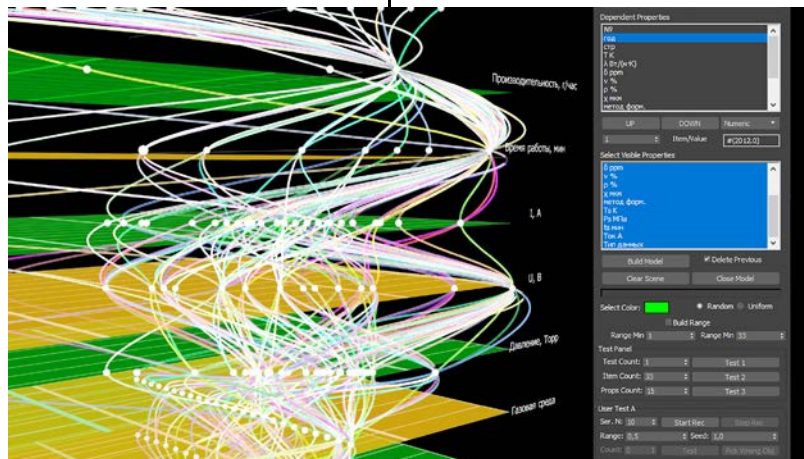 Производительность, г/час
Время работы, мин
I, А
U, В
Давление, Торр
Газовая среда
Dependent Properties
№
год
стр
Т К
λ Вт/(м·К)
δ ppm
v %
ρ %
χ мкм
метод форм.
UP DOWN Numeric
1 Item/Value #(2012,0)
Select Visible Properties
δ ppm
v %
ρ %
χ мкм
метод форм.
Ts К
Ps МПа
ts мин
Ток А
Тип данных
Build Model Delete Previous
Clear Scene Close Model
Select Color: Random Uniform
Build Range
Range Min 1 Range Min 33
Test Panel
Test Count: 1 Test 1
Item Count: 33 Test 2
Props Count: 15 Test 3
User Test A
Ser. N: 10 Start Rec Stop Rec
Range: 0,5 Seed: 1,0
Count: 0 Test Pick Wrong Obj